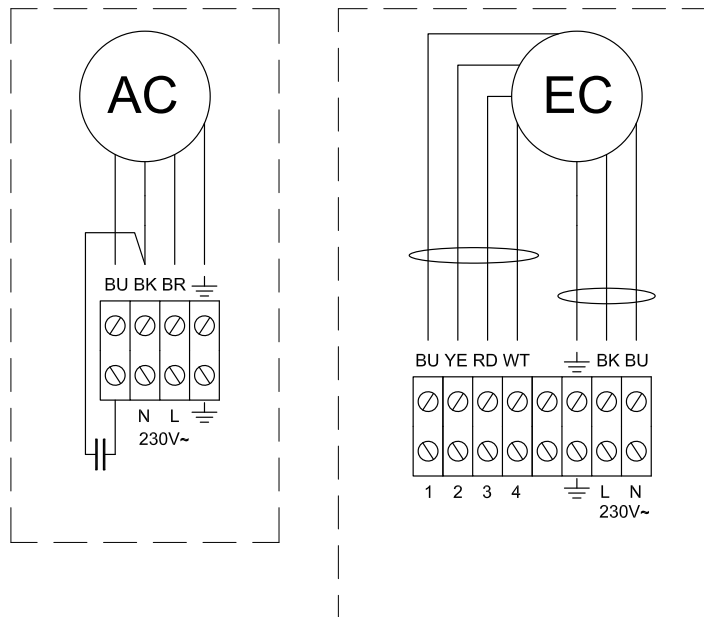 AC
BU BK BR
N L
230V~
EC
BU YE RD WT BK BU
1 2 3 4 L N
230V~